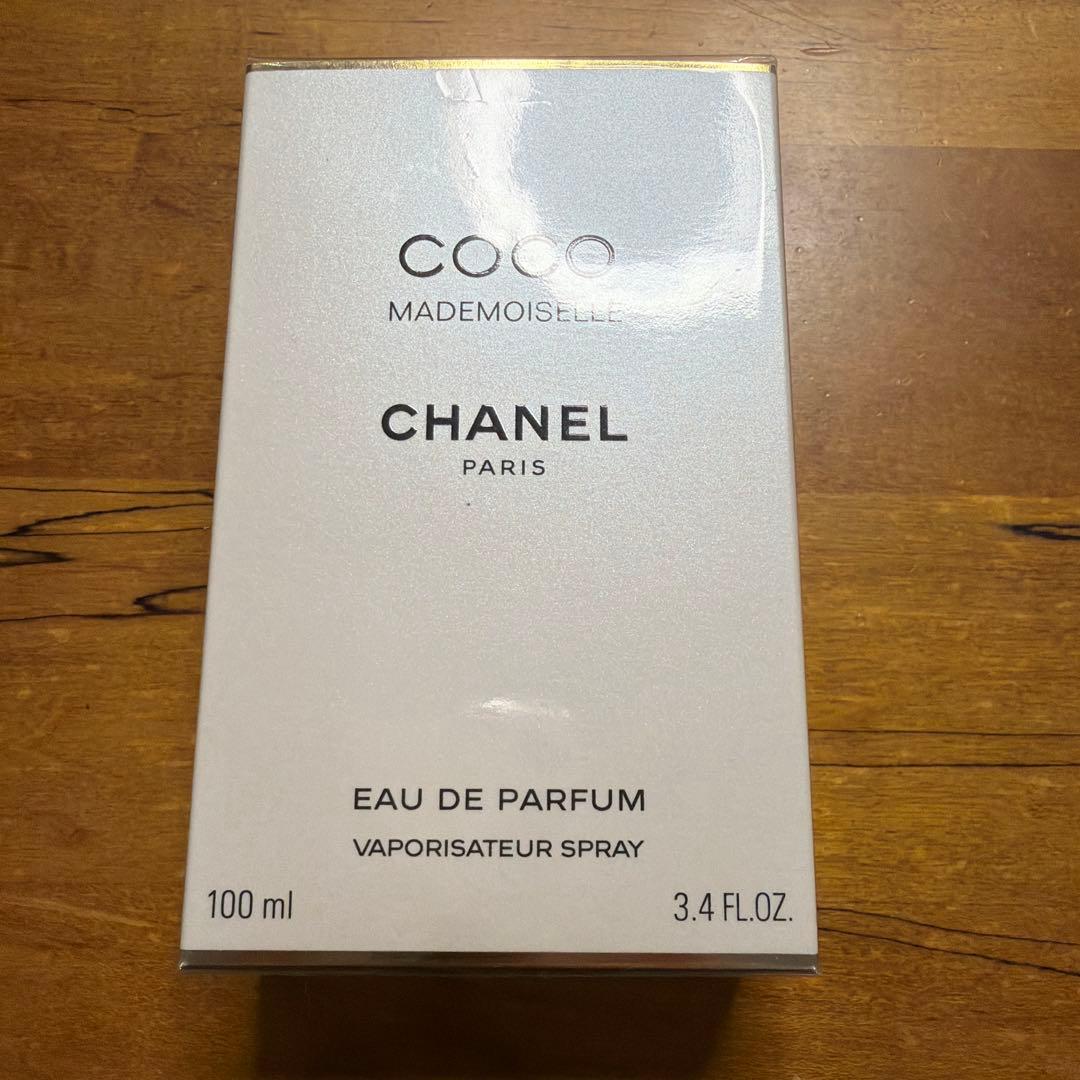 COCO
MADEMOISELLE
CHANEL
PARIS
EAU DE PARFUM
VAPORISATEUR SPRAY
100 ml
3.4 FL.OZ.